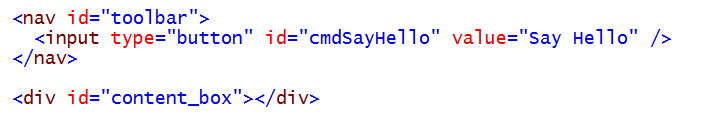 <nav id="toolbar">
  <input type="button" id="cmdSayHello" value="Say Hello" />
</nav>

<div id="content_box"></div>